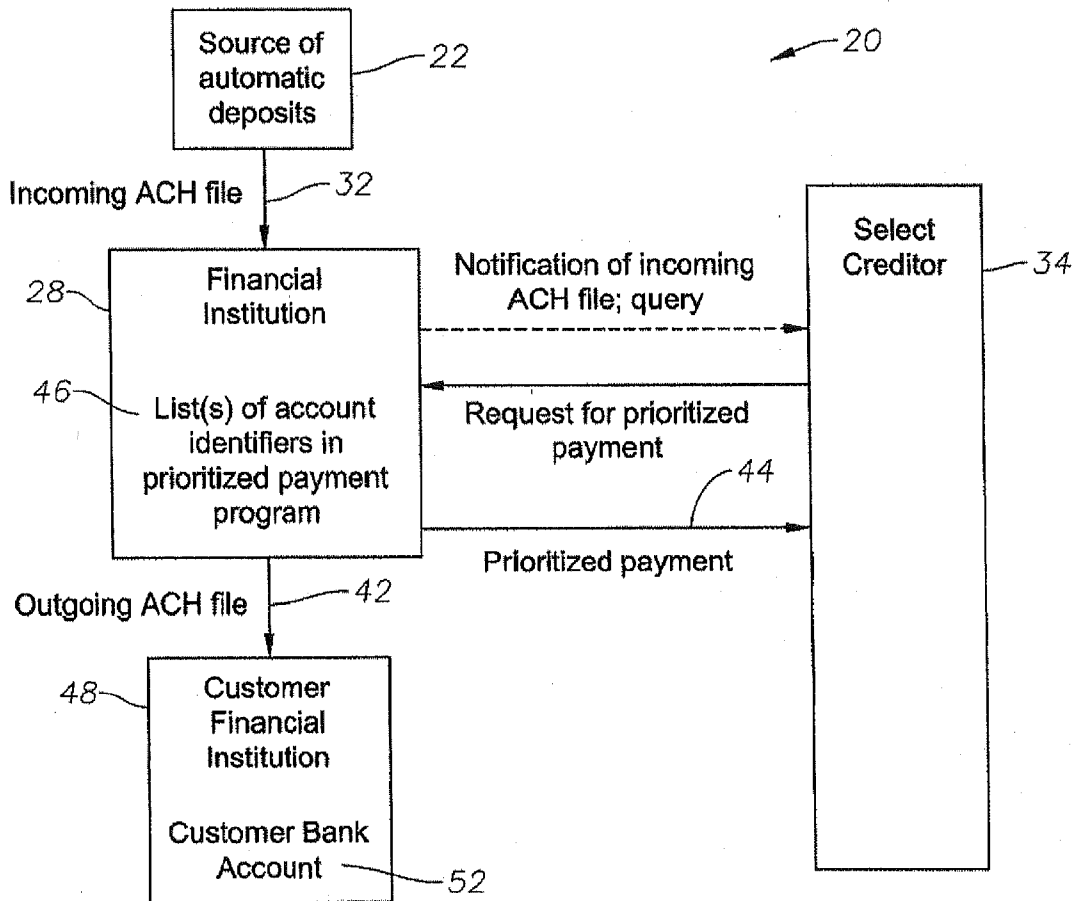 Source of
automatic
deposits
22
20
Incoming ACH file
32
Financial
Institution
28
Notification of incoming
ACH file; query
Select
Creditor
34
46
List(s) of account
identifiers in
prioritized payment
program
Request for prioritized
payment
44
Prioritized payment
Outgoing ACH file
42
48
Customer
Financial
Institution
Customer Bank
Account
52